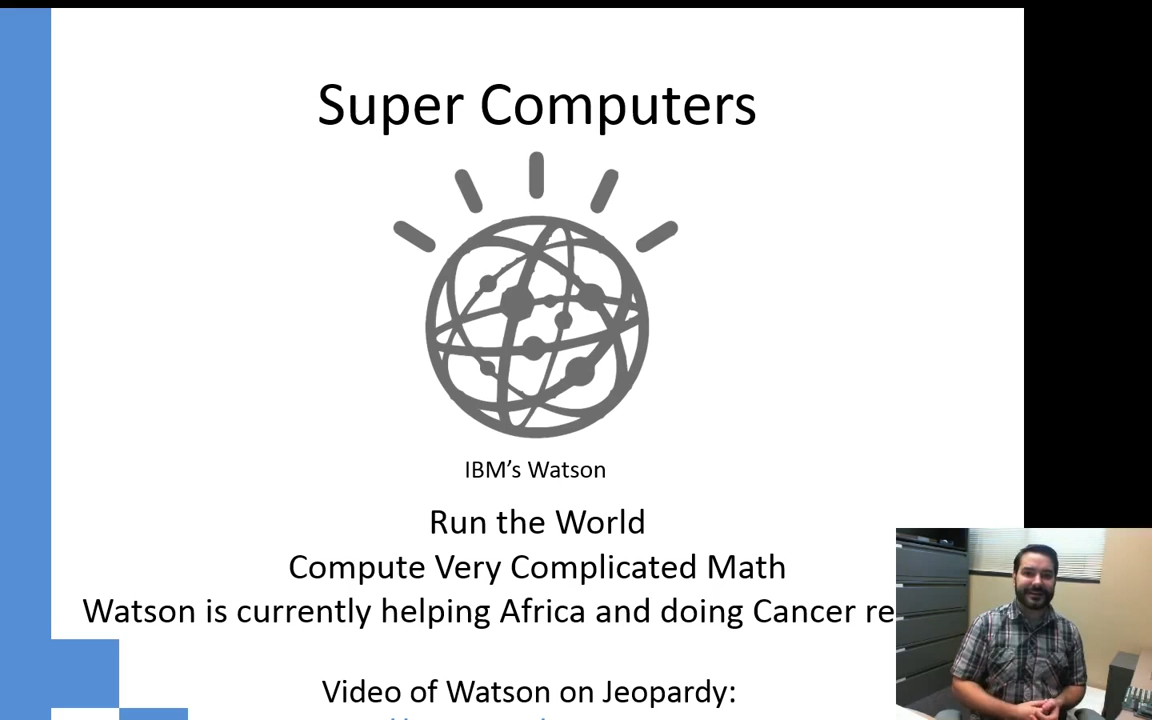 Super Computers
IBM’s Watson
Run the World
Compute Very Complicated Math
Watson is currently helping Africa and doing Cancer
Video of Watson on Jeopardy: